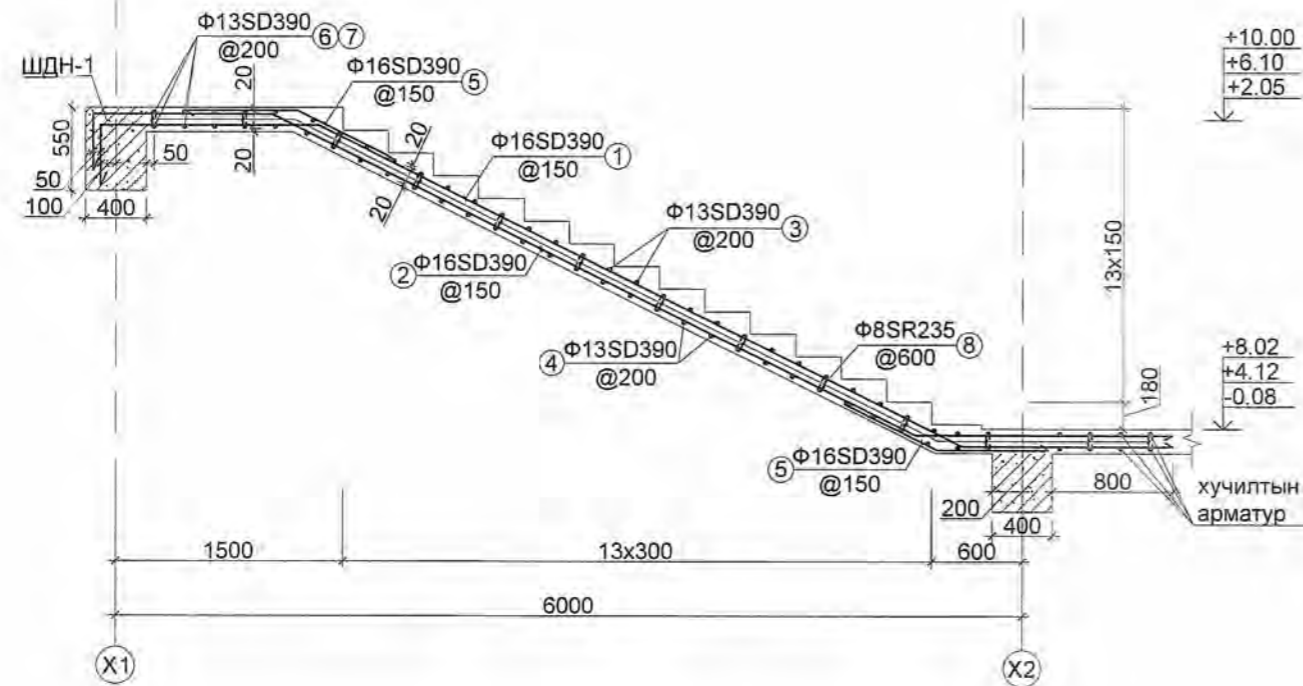 Ф13SD390 ⑥⑦
@200
ШДН-1
20
Ф16SD390 ⑤
@150
+10.00
+6.10
+2.05
550
50
20
20
Ф16SD390 ①
@150
50
100
400
20
Ф13SD390 ③
@200
② Ф16SD390
@150
13x150
Ф8SR235 ⑧
@600
④ Ф13SD390
@200
+8.02
+4.12
-0.08
180
⑤ Ф16SD390
@150
200
400
800
хучилтын
арматур
1500
13x300
600
6000
X1
X2